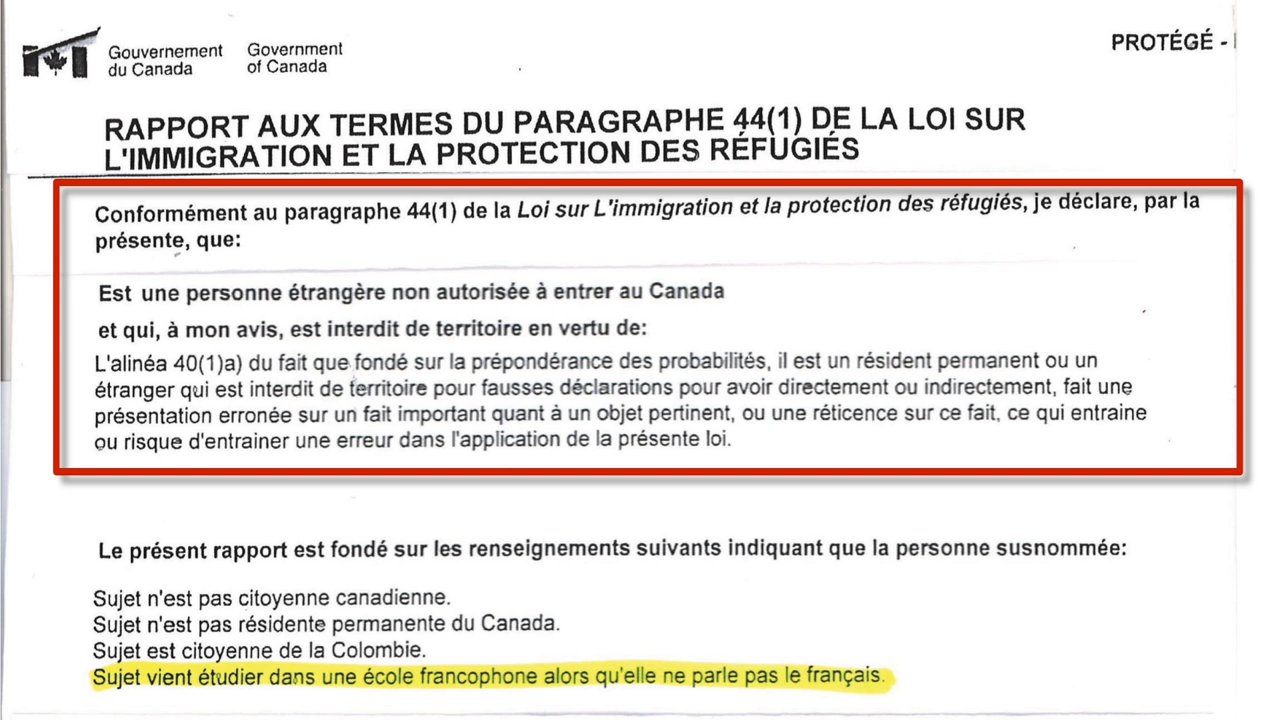 Gouvernement Government
du Canada of Canada
PROTÉGÉ -
RAPPORT AUX TERMES DU PARAGRAPHE 44(1) DE LA LOI SUR
L'IMMIGRATION ET LA PROTECTION DES RÉFUGIÉS
Conformément au paragraphe 44(1) de la Loi sur L'immigration et la protection des réfugiés, je déclare, par la
présente, que:
Est une personne étrangère non autorisée à entrer au Canada
et qui, à mon avis, est interdit de territoire en vertu de:
L'alinéa 40(1)a) du fait que fondé sur la prépondérance des probabilités, il est un résident permanent ou un
étranger qui est interdit de territoire pour fausses déclarations pour avoir directement ou indirectement, fait une
présentation erronée sur un fait important quant à un objet pertinent, ou une réticence sur ce fait, ce qui entraine
ou risque d'entrainer une erreur dans l'application de la présente loi.
Le présent rapport est fondé sur les renseignements suivants indiquant que la personne susnommée:
Sujet n'est pas citoyenne canadienne.
Sujet n'est pas résidente permanente du Canada.
Sujet est citoyenne de la Colombie.
Sujet vient étudier dans une école francophone alors qu'elle ne parle pas le français.